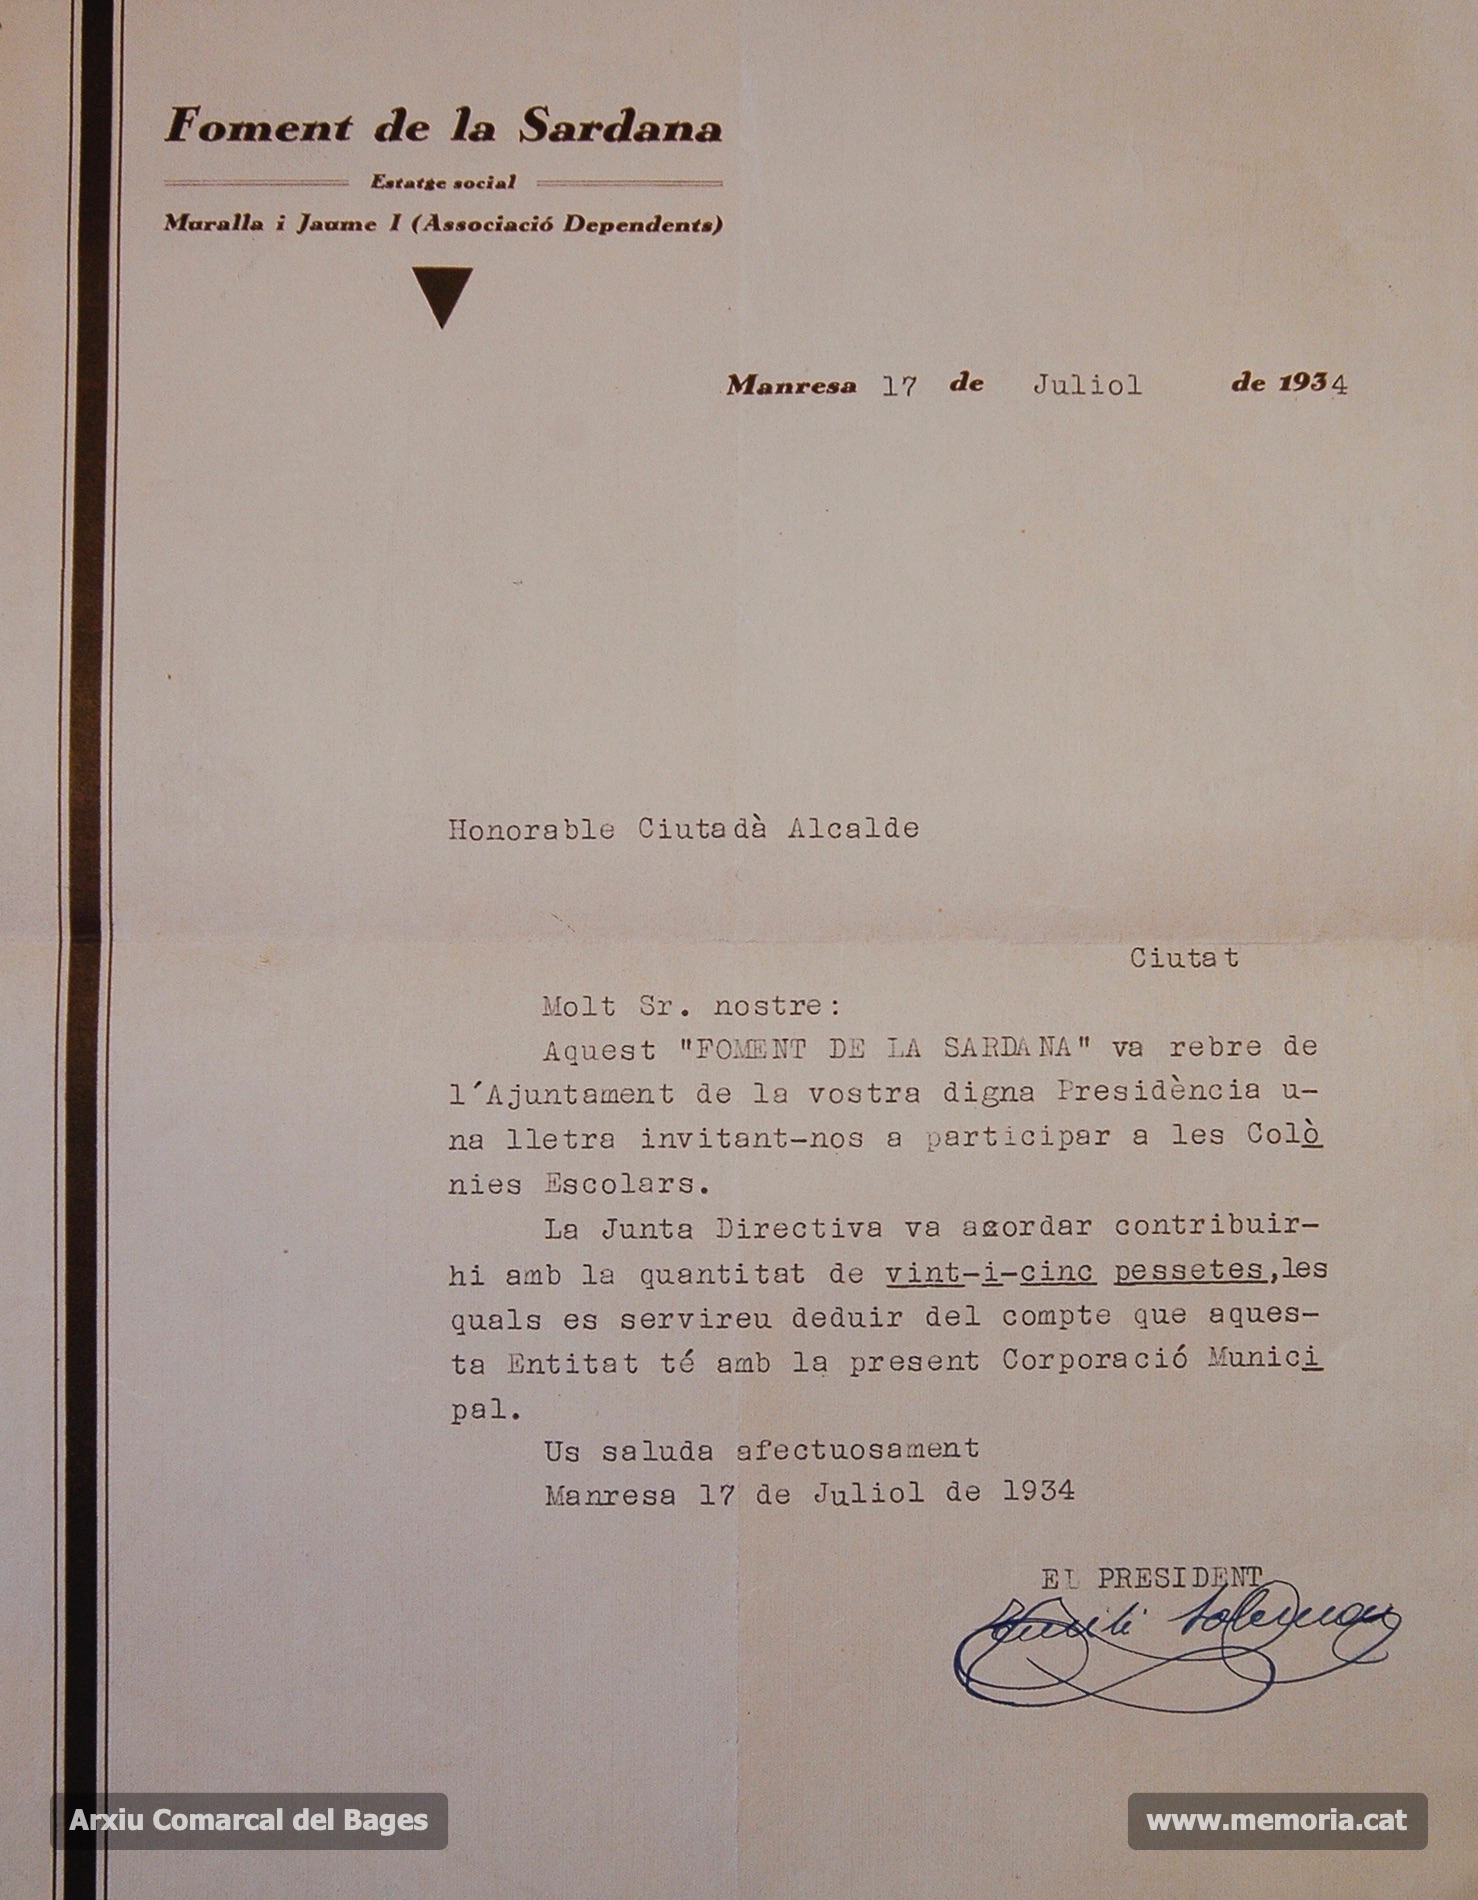 Foment de la Sardana
Estatge social
Muralla i Jaume I (Associació Dependents)
Manresa 17 de Juliol de 1934
Honorable Ciutadà Alcalde
Ciutat
Molt Sr. nostre:
Aquest "FOMENT DE LA SARDANA" va rebre de
l'Ajuntament de la vostra digna Presidència u-
na lletra invitant-nos a participar a les Colò
nies Escolars.
La Junta Directiva va acordar contribuir-
hi amb la quantitat de vint-i-cinc pessetes,les
quals es servireu deduir del compte que aques-
ta Entitat té amb la present Corporació Munici
pal.
Us saluda afectuosament
Manresa 17 de Juliol de 1934
EL PRESIDENT
Arxiu Comarcal del Bages
www.memoria.cat